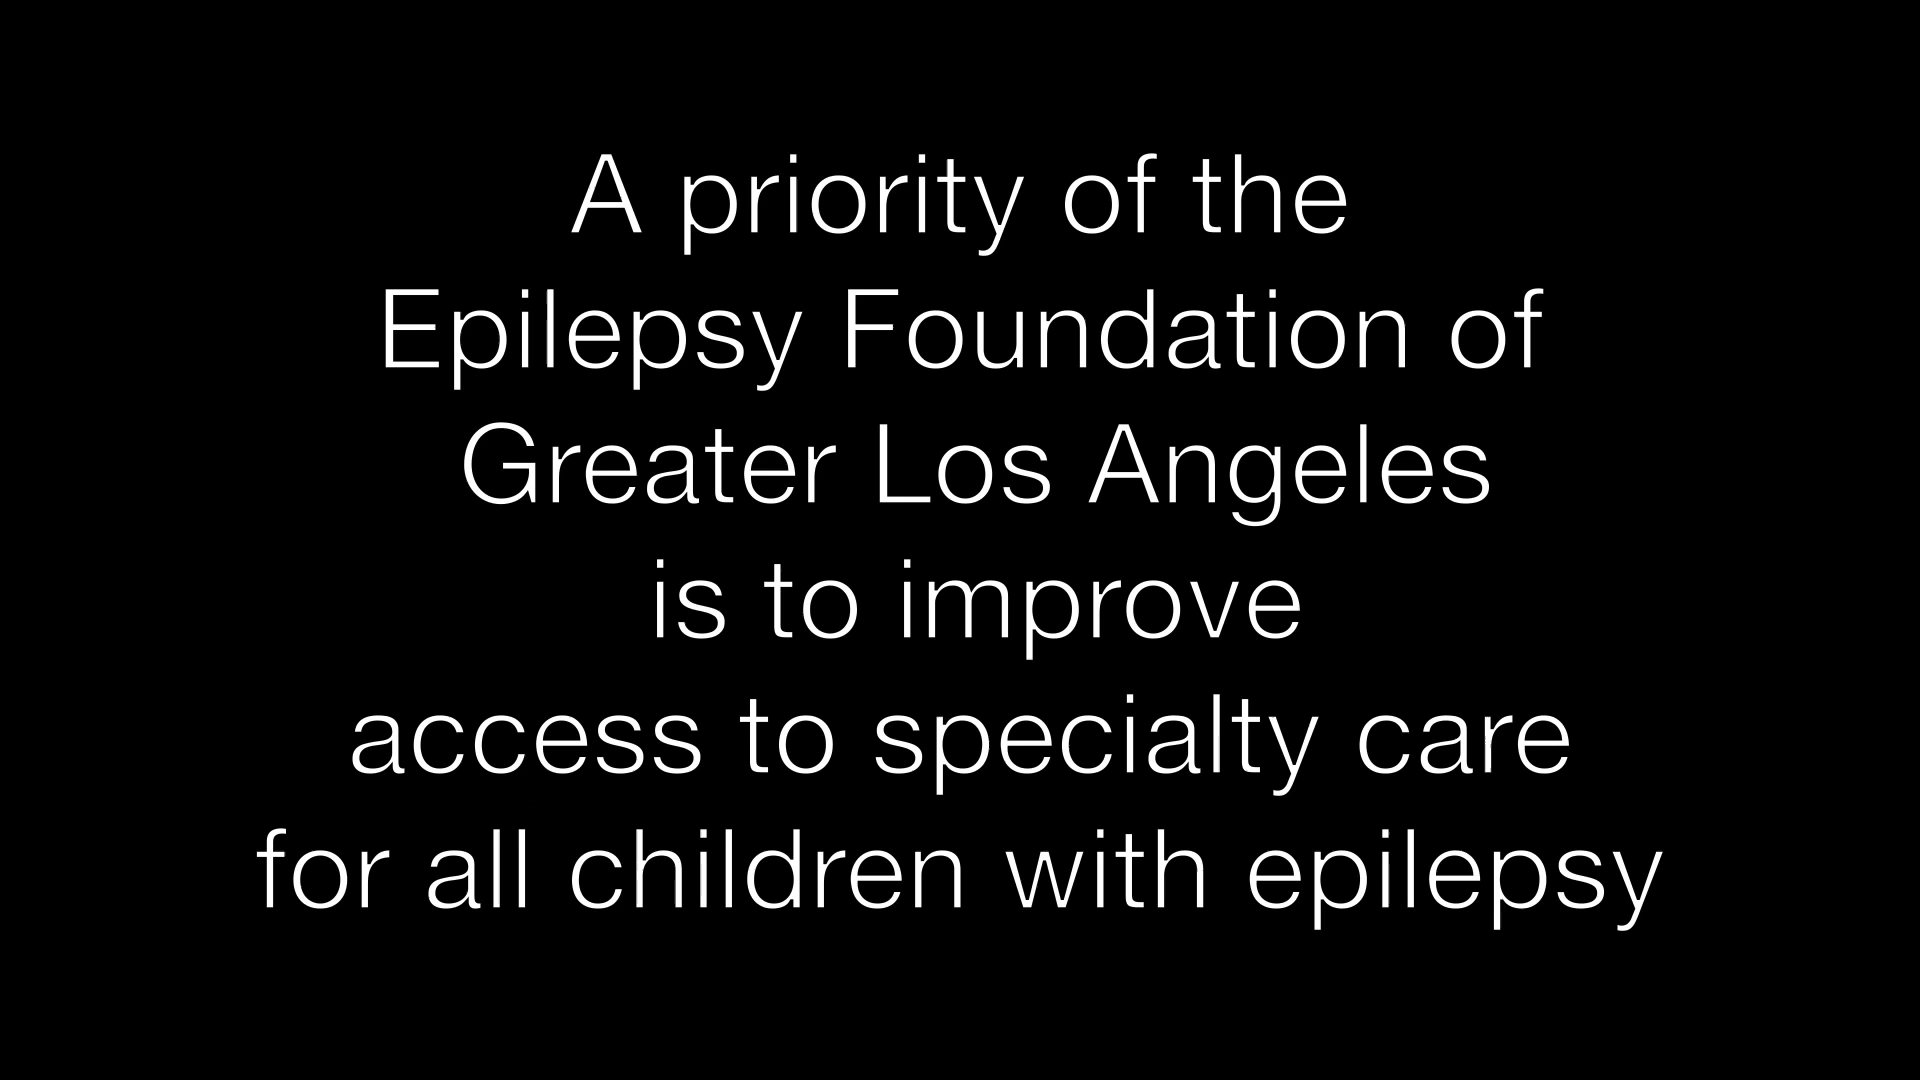 A priority of the
Epilepsy Foundation of
Greater Los Angeles
is to improve
access to specialty care
for all children with epilepsy